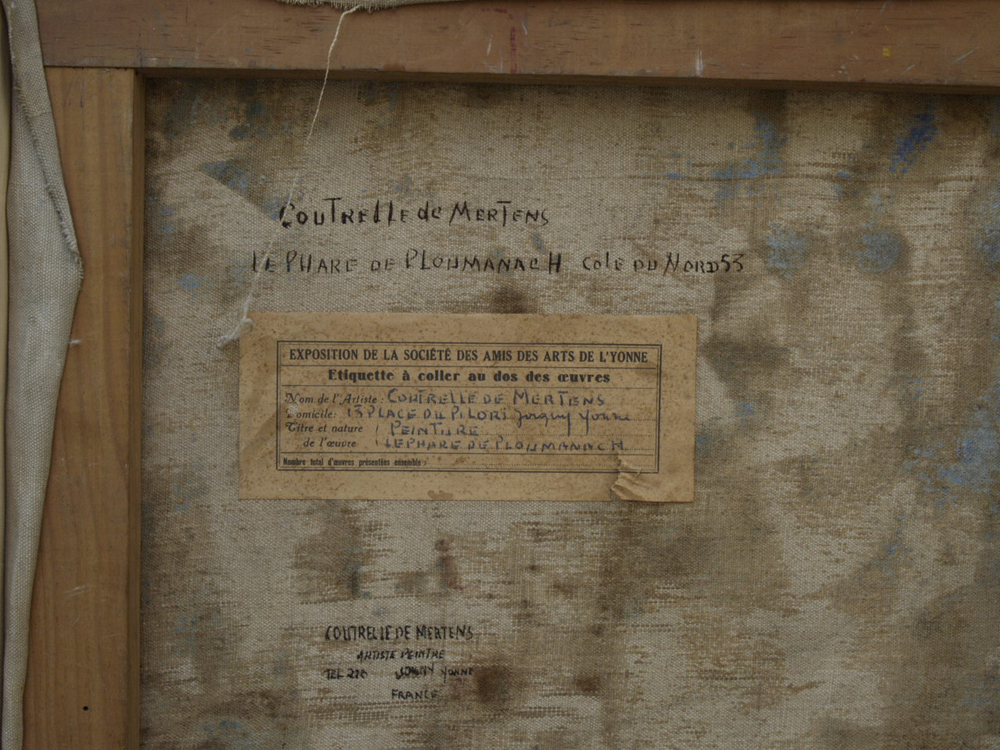 COUTRELLE de MERTENS
LE PHARE DE PLOUMANACH COTE DU NORD 53
EXPOSITION DE LA SOCIÉTÉ DES AMIS DES ARTS DE L'YONNE
Etiquette à coller au dos des œuvres
Nom de l'Artiste : COUTRELLE DE MERTENS
Domicile : 13 PLACE DU PILORI Joigny Yonne
Titre et nature PEINTURE
de l'œuvre LE PHARE DE PLOUMANACH
Nombre total d'œuvres présentées ensemble :
COUTRELLE DE MERTENS
ARTISTE PEINTRE
TEL JOIGNY YONNE
FRANCE